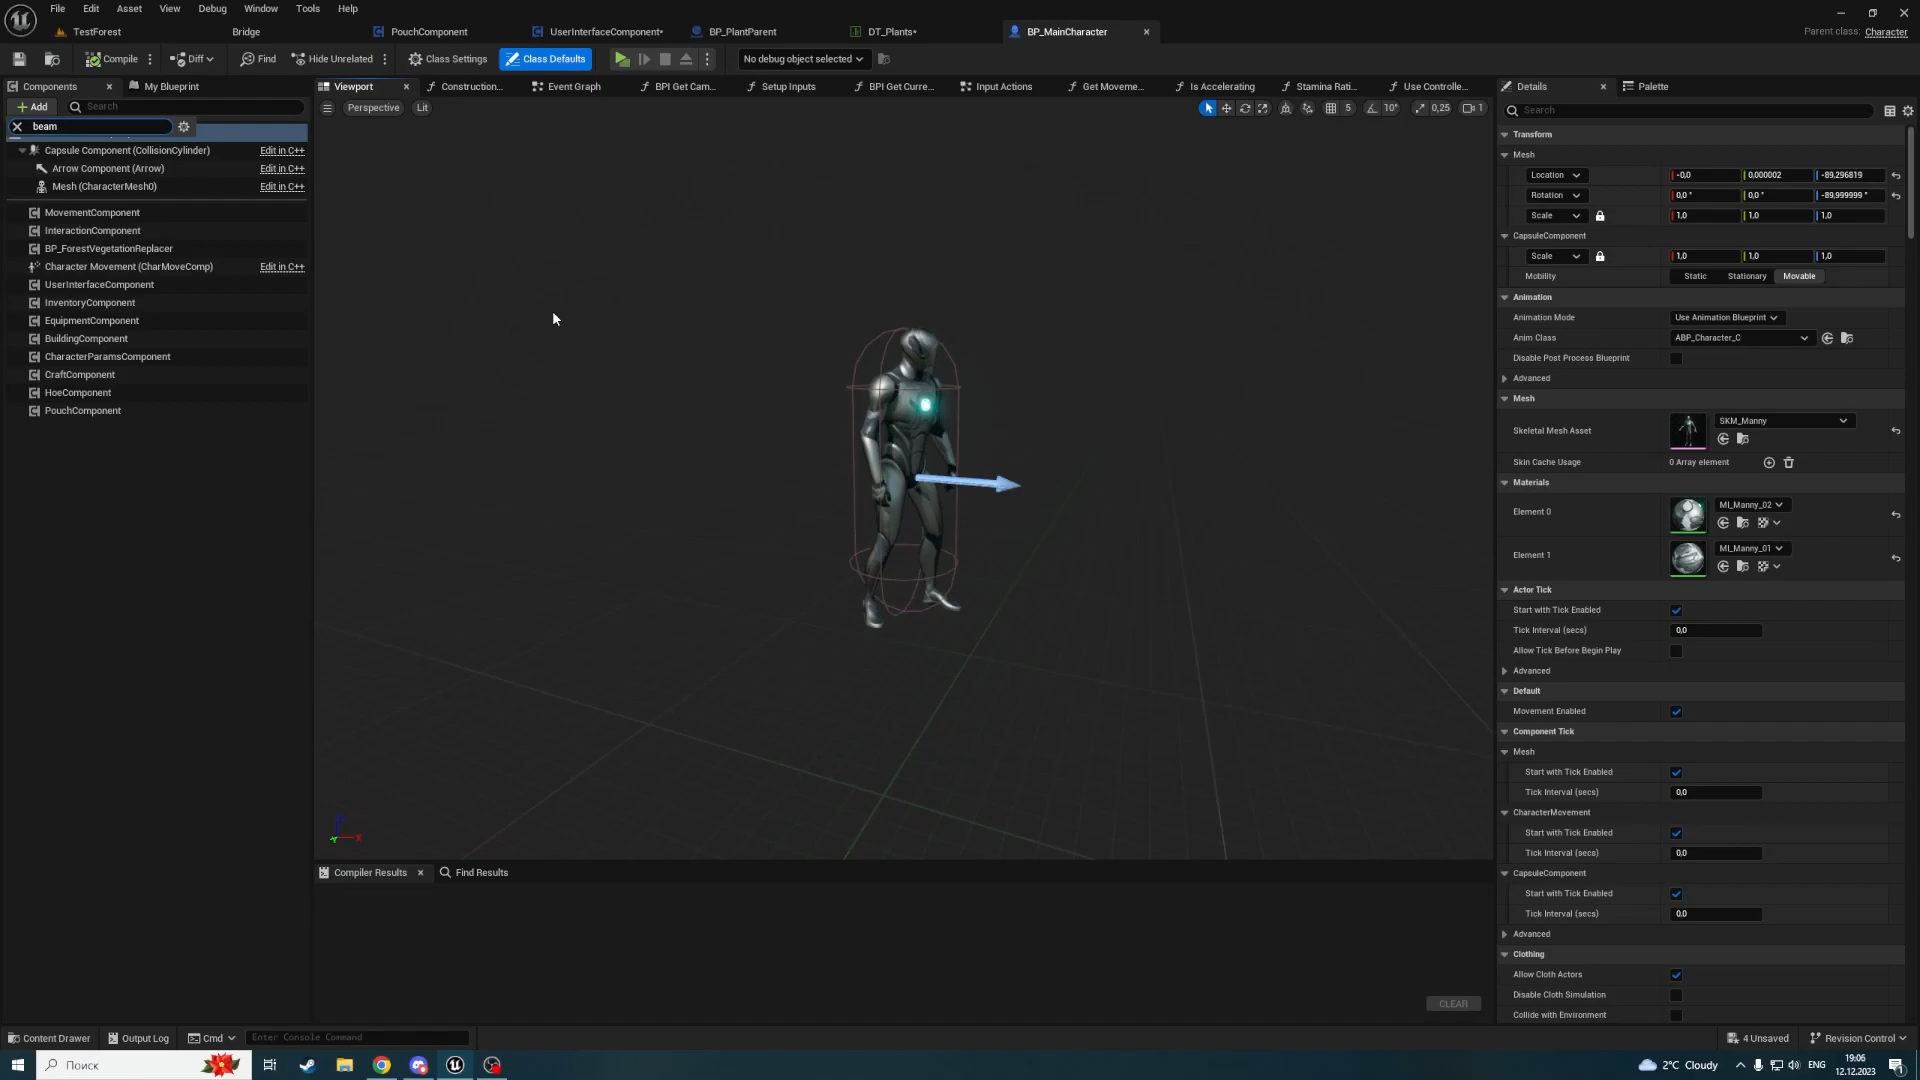 File Edit Asset View Debug Window Tools Help
TestForest Bridge PouchComponent UserInterfaceComponent* BP_PlantParent DT_Plants* BP_MainCharacter Parent class: Character
Compile Diff Find Hide Unrelated Class Settings Class Defaults No debug object selected
Components My Blueprint
Viewport Construction... Event Graph BPI Get Cam... Setup Inputs BPI Get Curre... Input Actions Get Moveme... Is Accelerating Stamina Rati... Use Controlle...
Details Palette
Add Search
beam
Capsule Component (CollisionCylinder) Edit in C++
Arrow Component (Arrow) Edit in C++
Mesh (CharacterMesh0) Edit in C++
MovementComponent
InteractionComponent
BP_ForestVegetationReplacer
Character Movement (CharMoveComp) Edit in C++
UserInterfaceComponent
InventoryComponent
EquipmentComponent
BuildingComponent
CharacterParamsComponent
CraftComponent
HoeComponent
PouchComponent
Perspective Lit 5 10° 0,25 1
Search
Transform
Mesh
Location -0,0 0,000002 -89,296819
Rotation 0,0 ° 0,0 ° -89,999999 °
Scale 1,0 1,0 1,0
CapsuleComponent
Scale 1,0 1,0 1,0
Mobility Static Stationary Movable
Animation
Animation Mode Use Animation Blueprint
Anim Class ABP_Character_C
Disable Post Process Blueprint
Advanced
Mesh
Skeletal Mesh Asset SKM_Manny
Skin Cache Usage 0 Array element
Materials
Element 0 MI_Manny_02
Element 1 MI_Manny_01
Actor Tick
Start with Tick Enabled
Tick Interval (secs) 0,0
Allow Tick Before Begin Play
Advanced
Default
Movement Enabled
Component Tick
Mesh
Start with Tick Enabled
Tick Interval (secs) 0,0
CharacterMovement
Start with Tick Enabled
Tick Interval (secs) 0,0
CapsuleComponent
Start with Tick Enabled
Tick Interval (secs) 0,0
Advanced
Clothing
Allow Cloth Actors
Disable Cloth Simulation
Collide with Environment
Compiler Results Find Results
CLEAR
Content Drawer Output Log Cmd Enter Console Command 4 Unsaved Revision Control
Поиск 2°C Cloudy ENG 19:06
12.12.2023